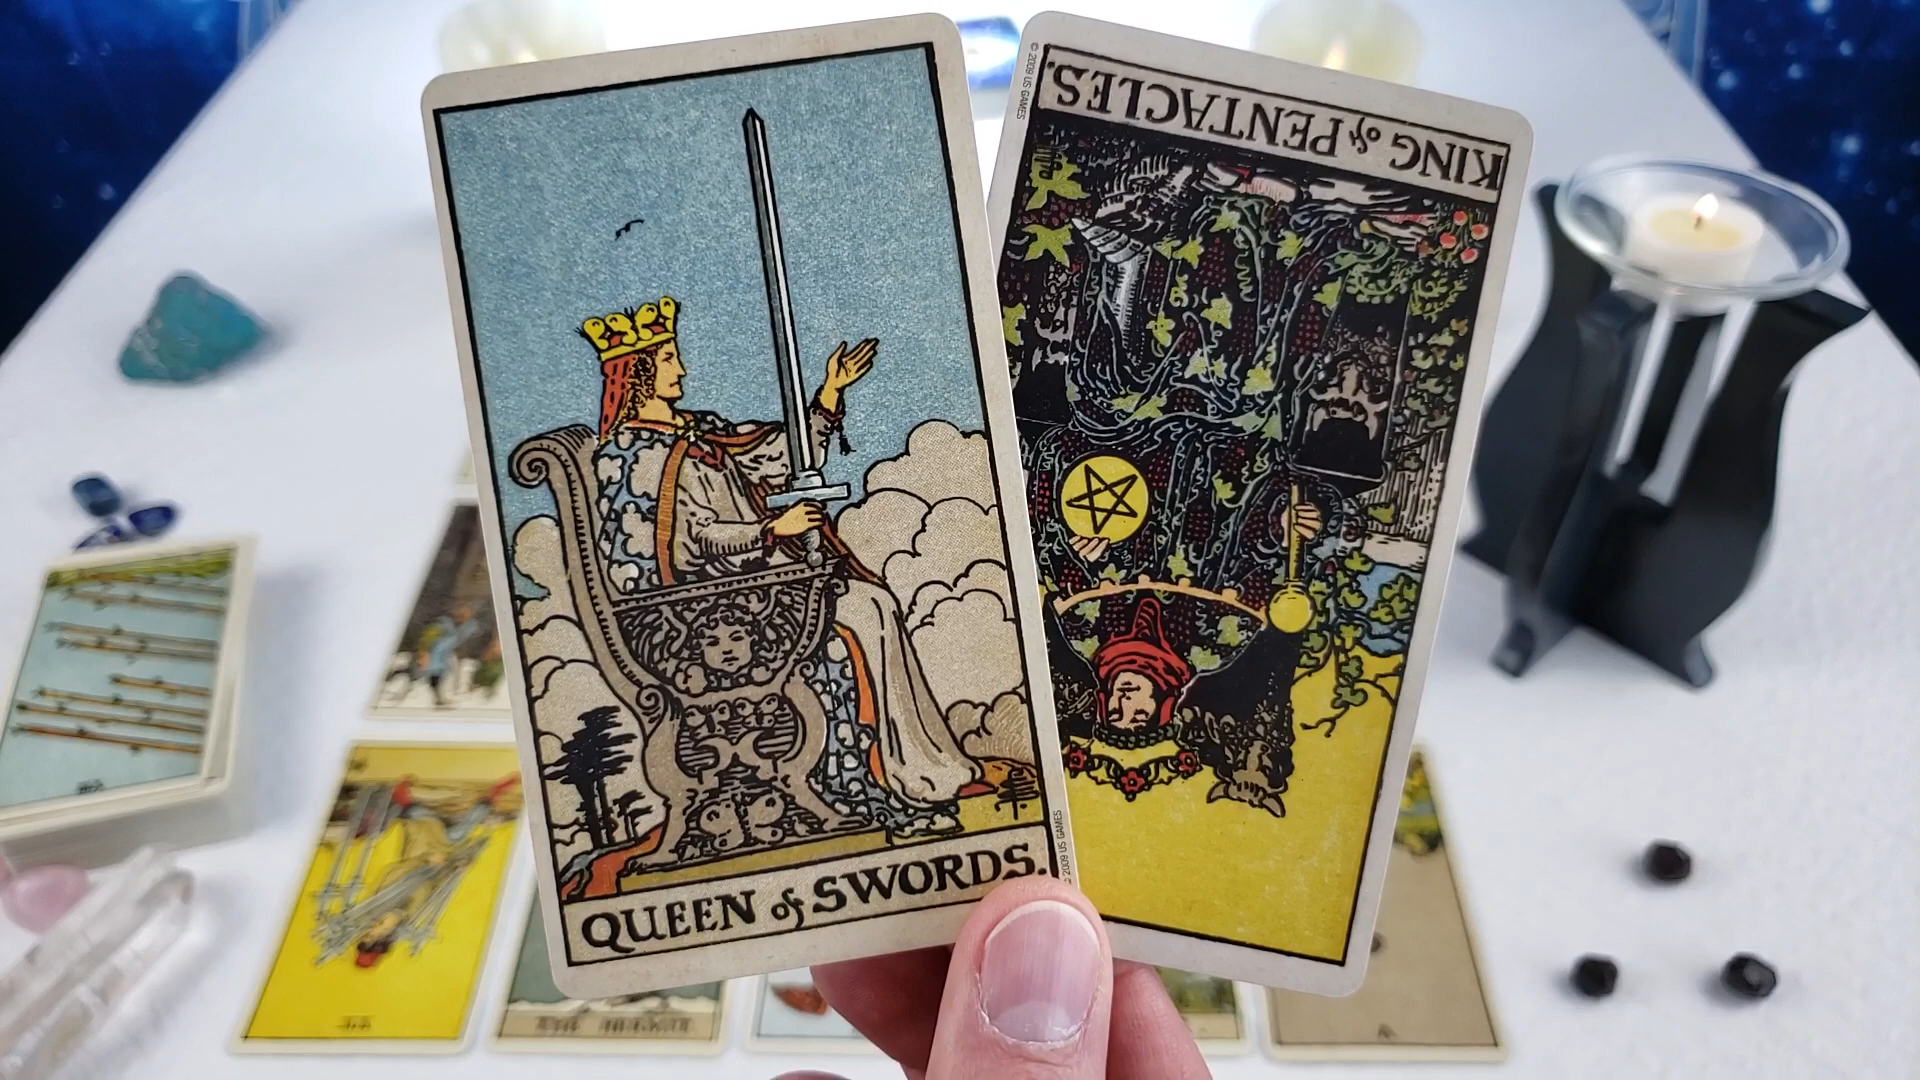 QUEEN of SWORDS.
© 2009 US GAMES
KING of PENTACLES.
© 2009 US GAMES